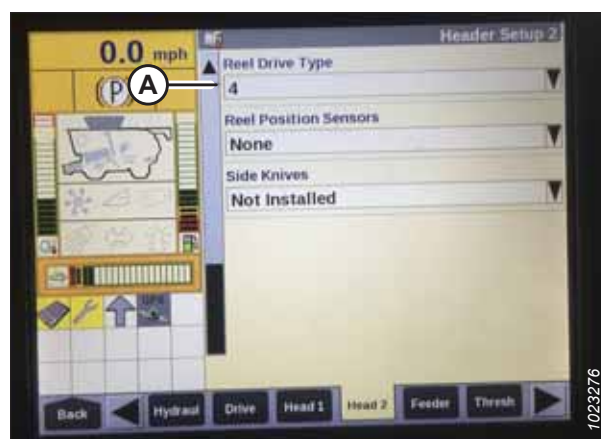 0.0 mph
Header Setup 2
(P)
A
Reel Drive Type
4
Reel Position Sensors
None
Side Knives
Not Installed
GPS
Back
Hydraul
Drive
Head 1
Head 2
Feeder
Thresh
1023276